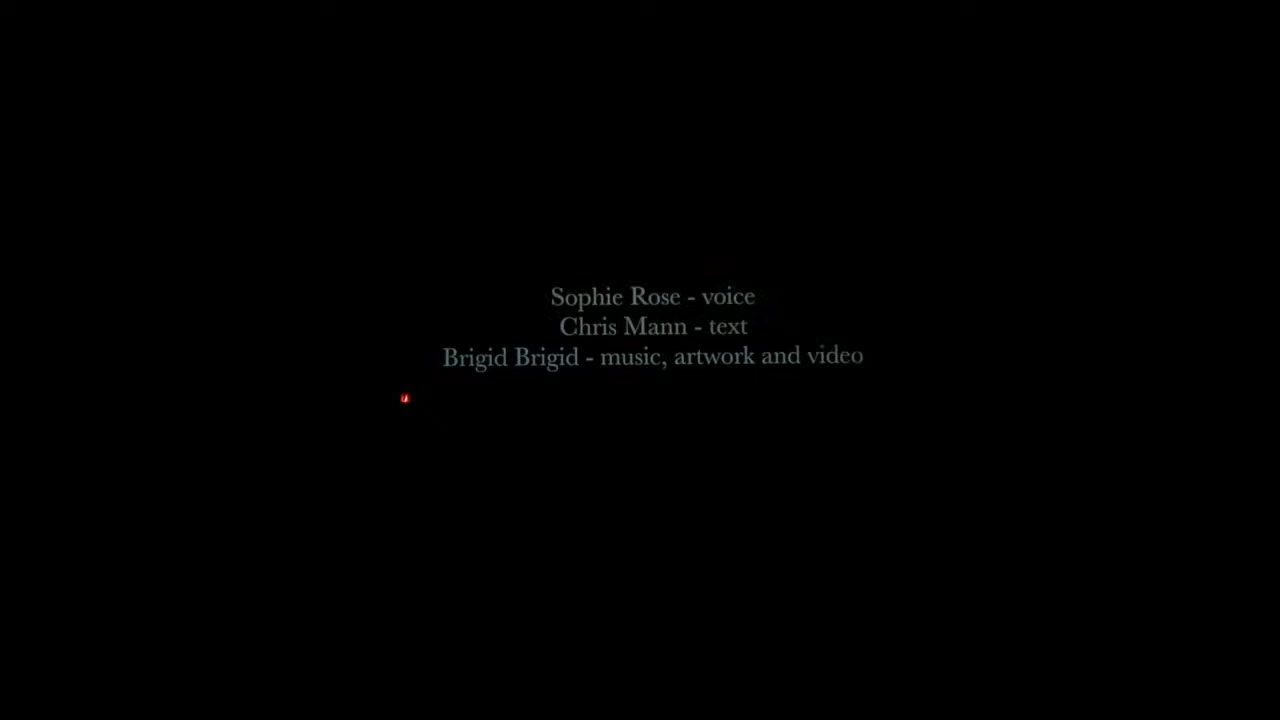 Sophie Rose - voice
Chris Mann - text
Brigid Brigid - music, artwork and video